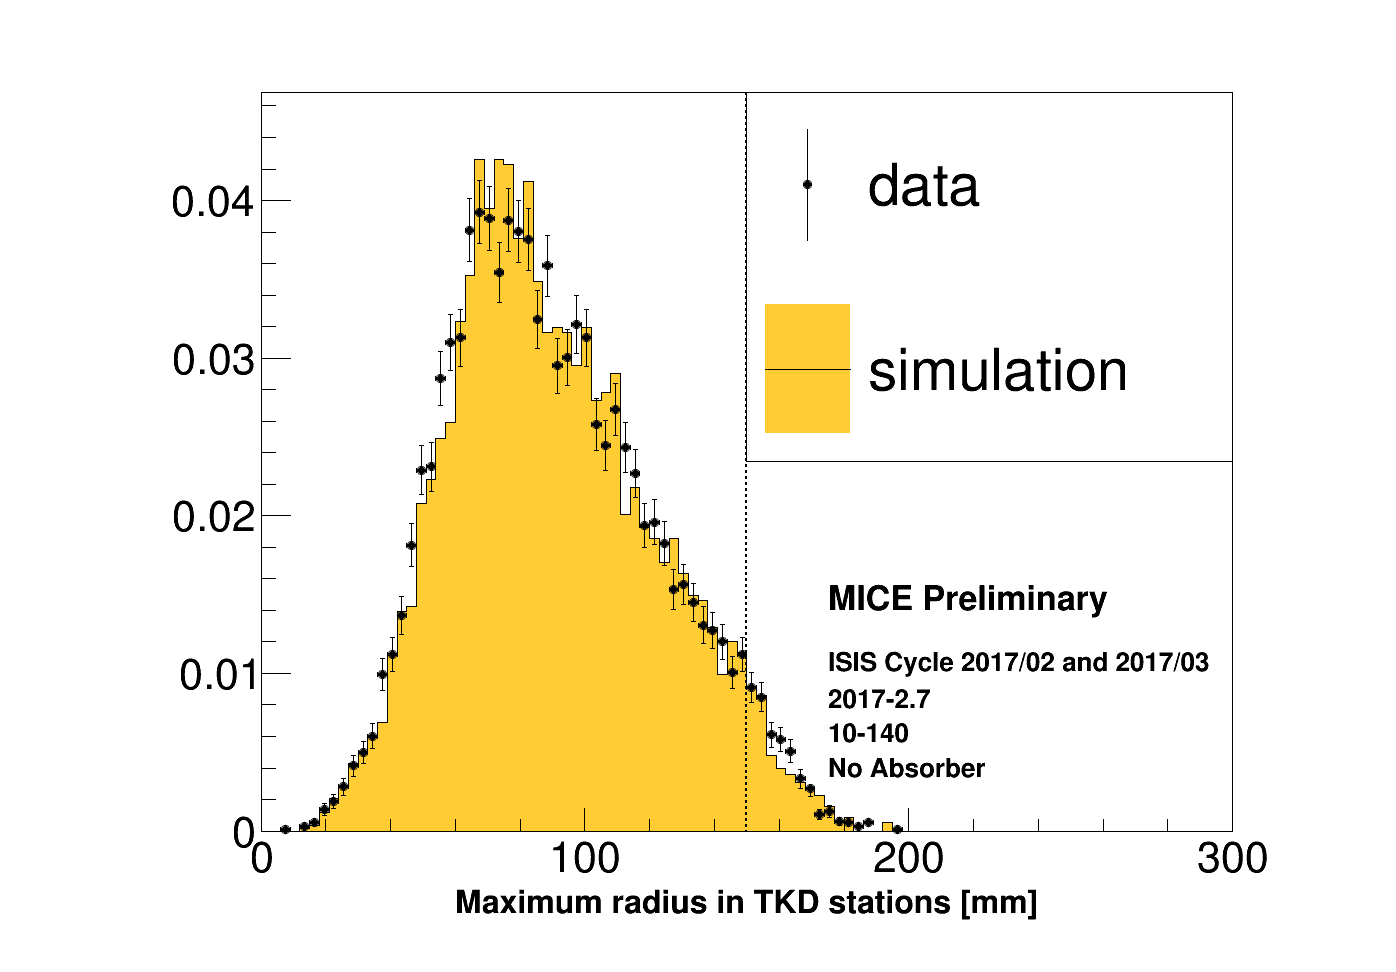 data
simulation
0.04
0.03
0.02
0.01
0
MICE Preliminary
ISIS Cycle 2017/02 and 2017/03
2017-2.7
10-140
No Absorber
0 100 200 300
Maximum radius in TKD stations [mm]